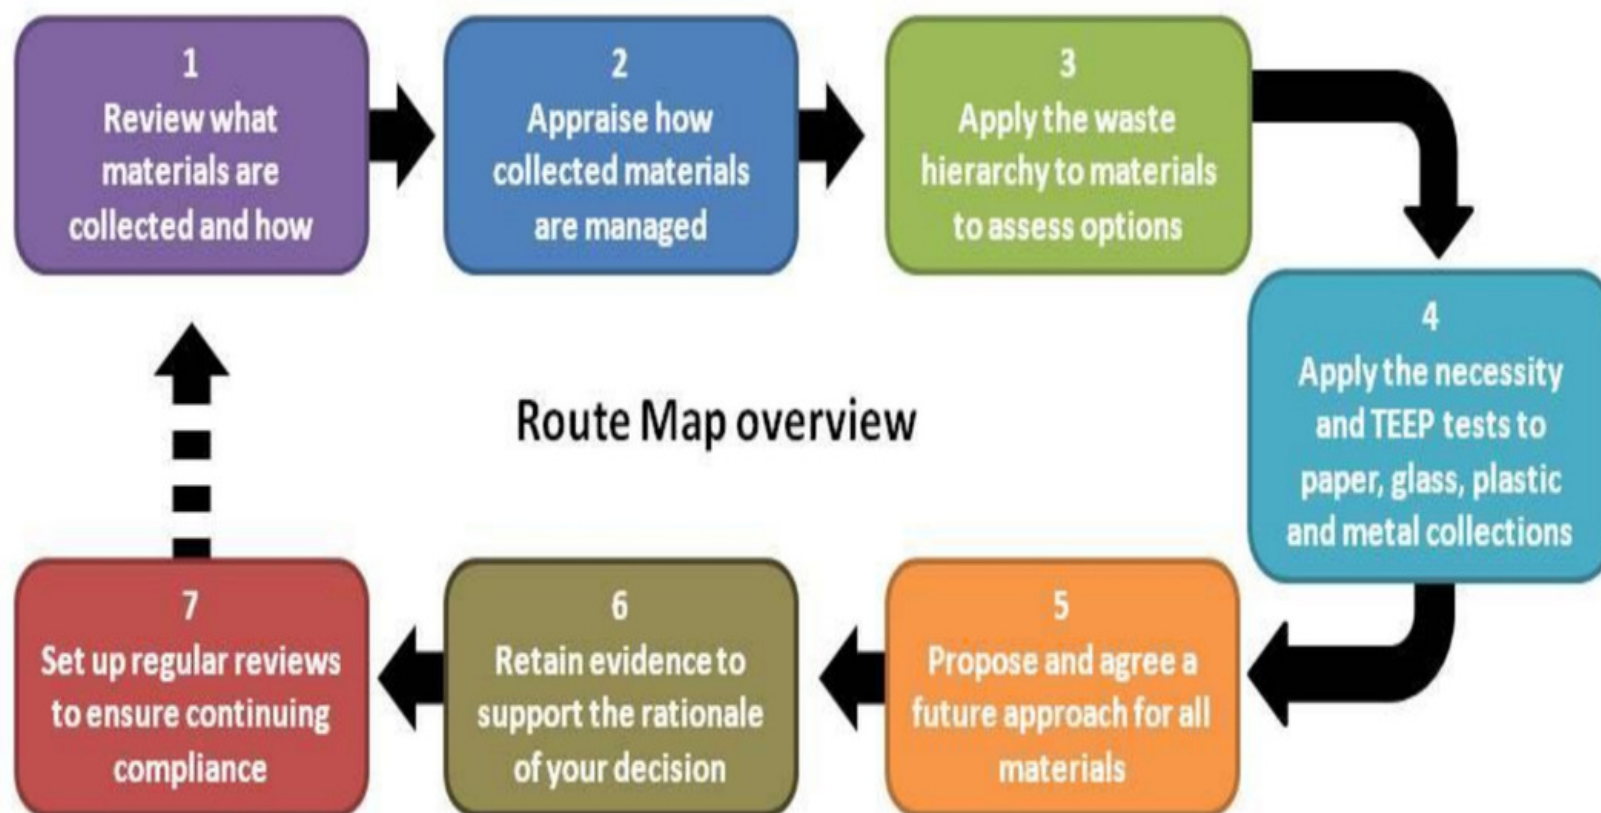 1
Review what
materials are
collected and how
2
Appraise how
collected materials
are managed
3
Apply the waste
hierarchy to materials
to assess options
4
Apply the necessity
and TEEP tests to
paper, glass, plastic
and metal collections
Route Map overview
5
Propose and agree a
future approach for all
materials
6
Retain evidence to
support the rationale
of your decision
7
Set up regular reviews
to ensure continuing
compliance